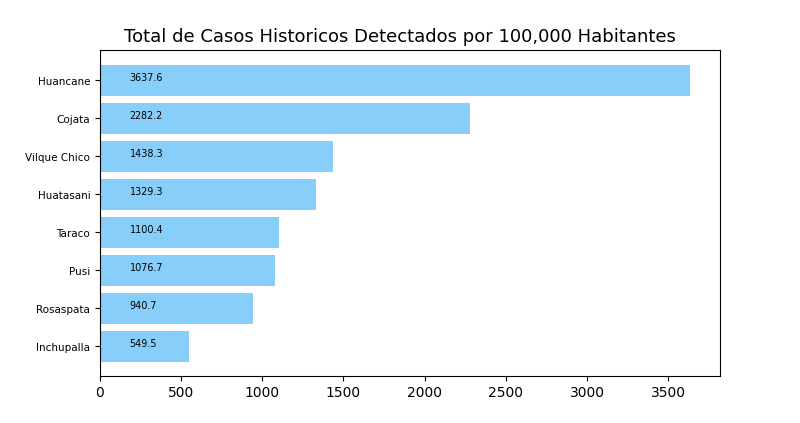 Total de Casos Historicos Detectados por 100,000 Habitantes
Huancane 3637.6
Cojata 2282.2
Vilque Chico 1438.3
Huatasani 1329.3
Taraco 1100.4
Pusi 1076.7
Rosaspata 940.7
Inchupalla 549.5
0 500 1000 1500 2000 2500 3000 3500